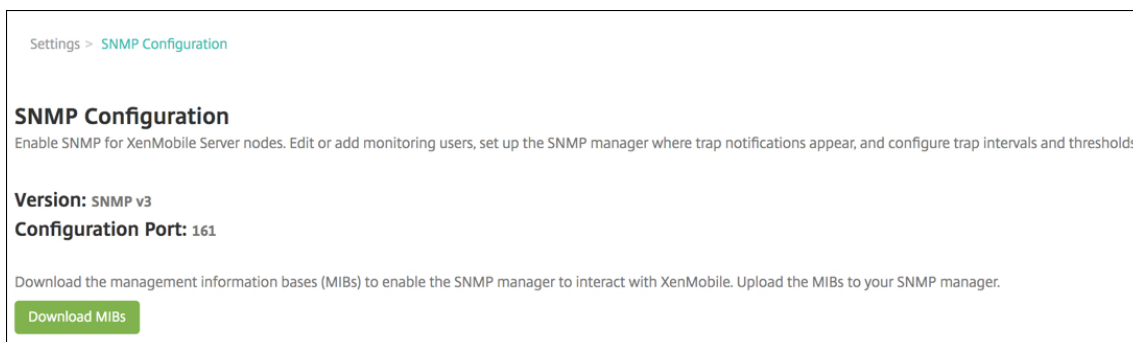 Settings > SNMP Configuration
SNMP Configuration
Enable SNMP for XenMobile Server nodes. Edit or add monitoring users, set up the SNMP manager where trap notifications appear, and configure trap intervals and thresholds
Version: SNMP v3
Configuration Port: 161
Download the management information bases (MIBs) to enable the SNMP manager to interact with XenMobile. Upload the MIBs to your SNMP manager.
Download MIBs